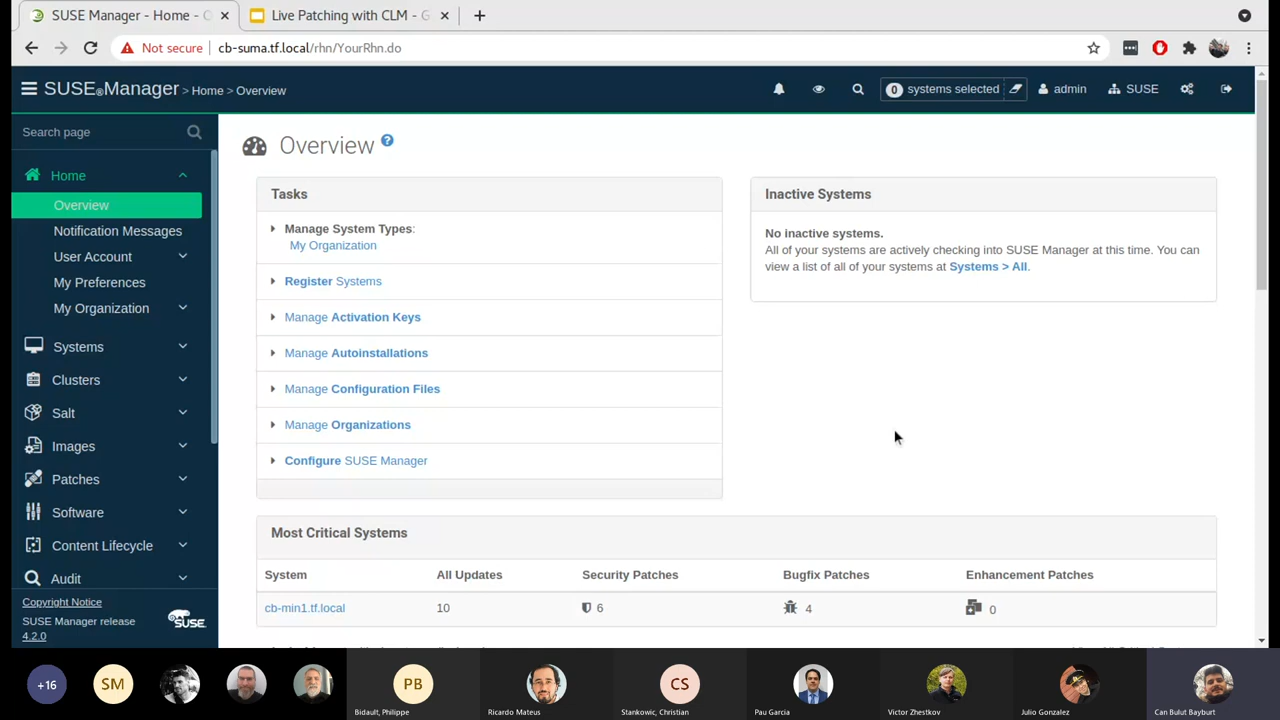 SUSE Manager - Home - O
Live Patching with CLM - G
Not secure
cb-suma.tf.local/rhn/YourRhn.do
SUSE®Manager > Home > Overview
0 systems selected
admin
SUSE
Search page
Home
Overview
Notification Messages
User Account
My Preferences
My Organization
Systems
Clusters
Salt
Images
Patches
Software
Content Lifecycle
Audit
Copyright Notice
SUSE Manager release
4.2.0
SUSE
Overview
Tasks
Manage System Types:
My Organization
Register Systems
Manage Activation Keys
Manage Autoinstallations
Manage Configuration Files
Manage Organizations
Configure SUSE Manager
Inactive Systems
No inactive systems.
All of your systems are actively checking into SUSE Manager at this time. You can
view a list of all of your systems at Systems > All.
Most Critical Systems
System All Updates Security Patches Bugfix Patches Enhancement Patches
cb-min1.tf.local 10 6 4 0
+16
SM
PB
CS
Bidault, Philippe
Ricardo Mateus
Stankovic, Christian
Pau Garcia
Victor Zhestkov
Julio Gonzalez
Can Bulut Bayburt